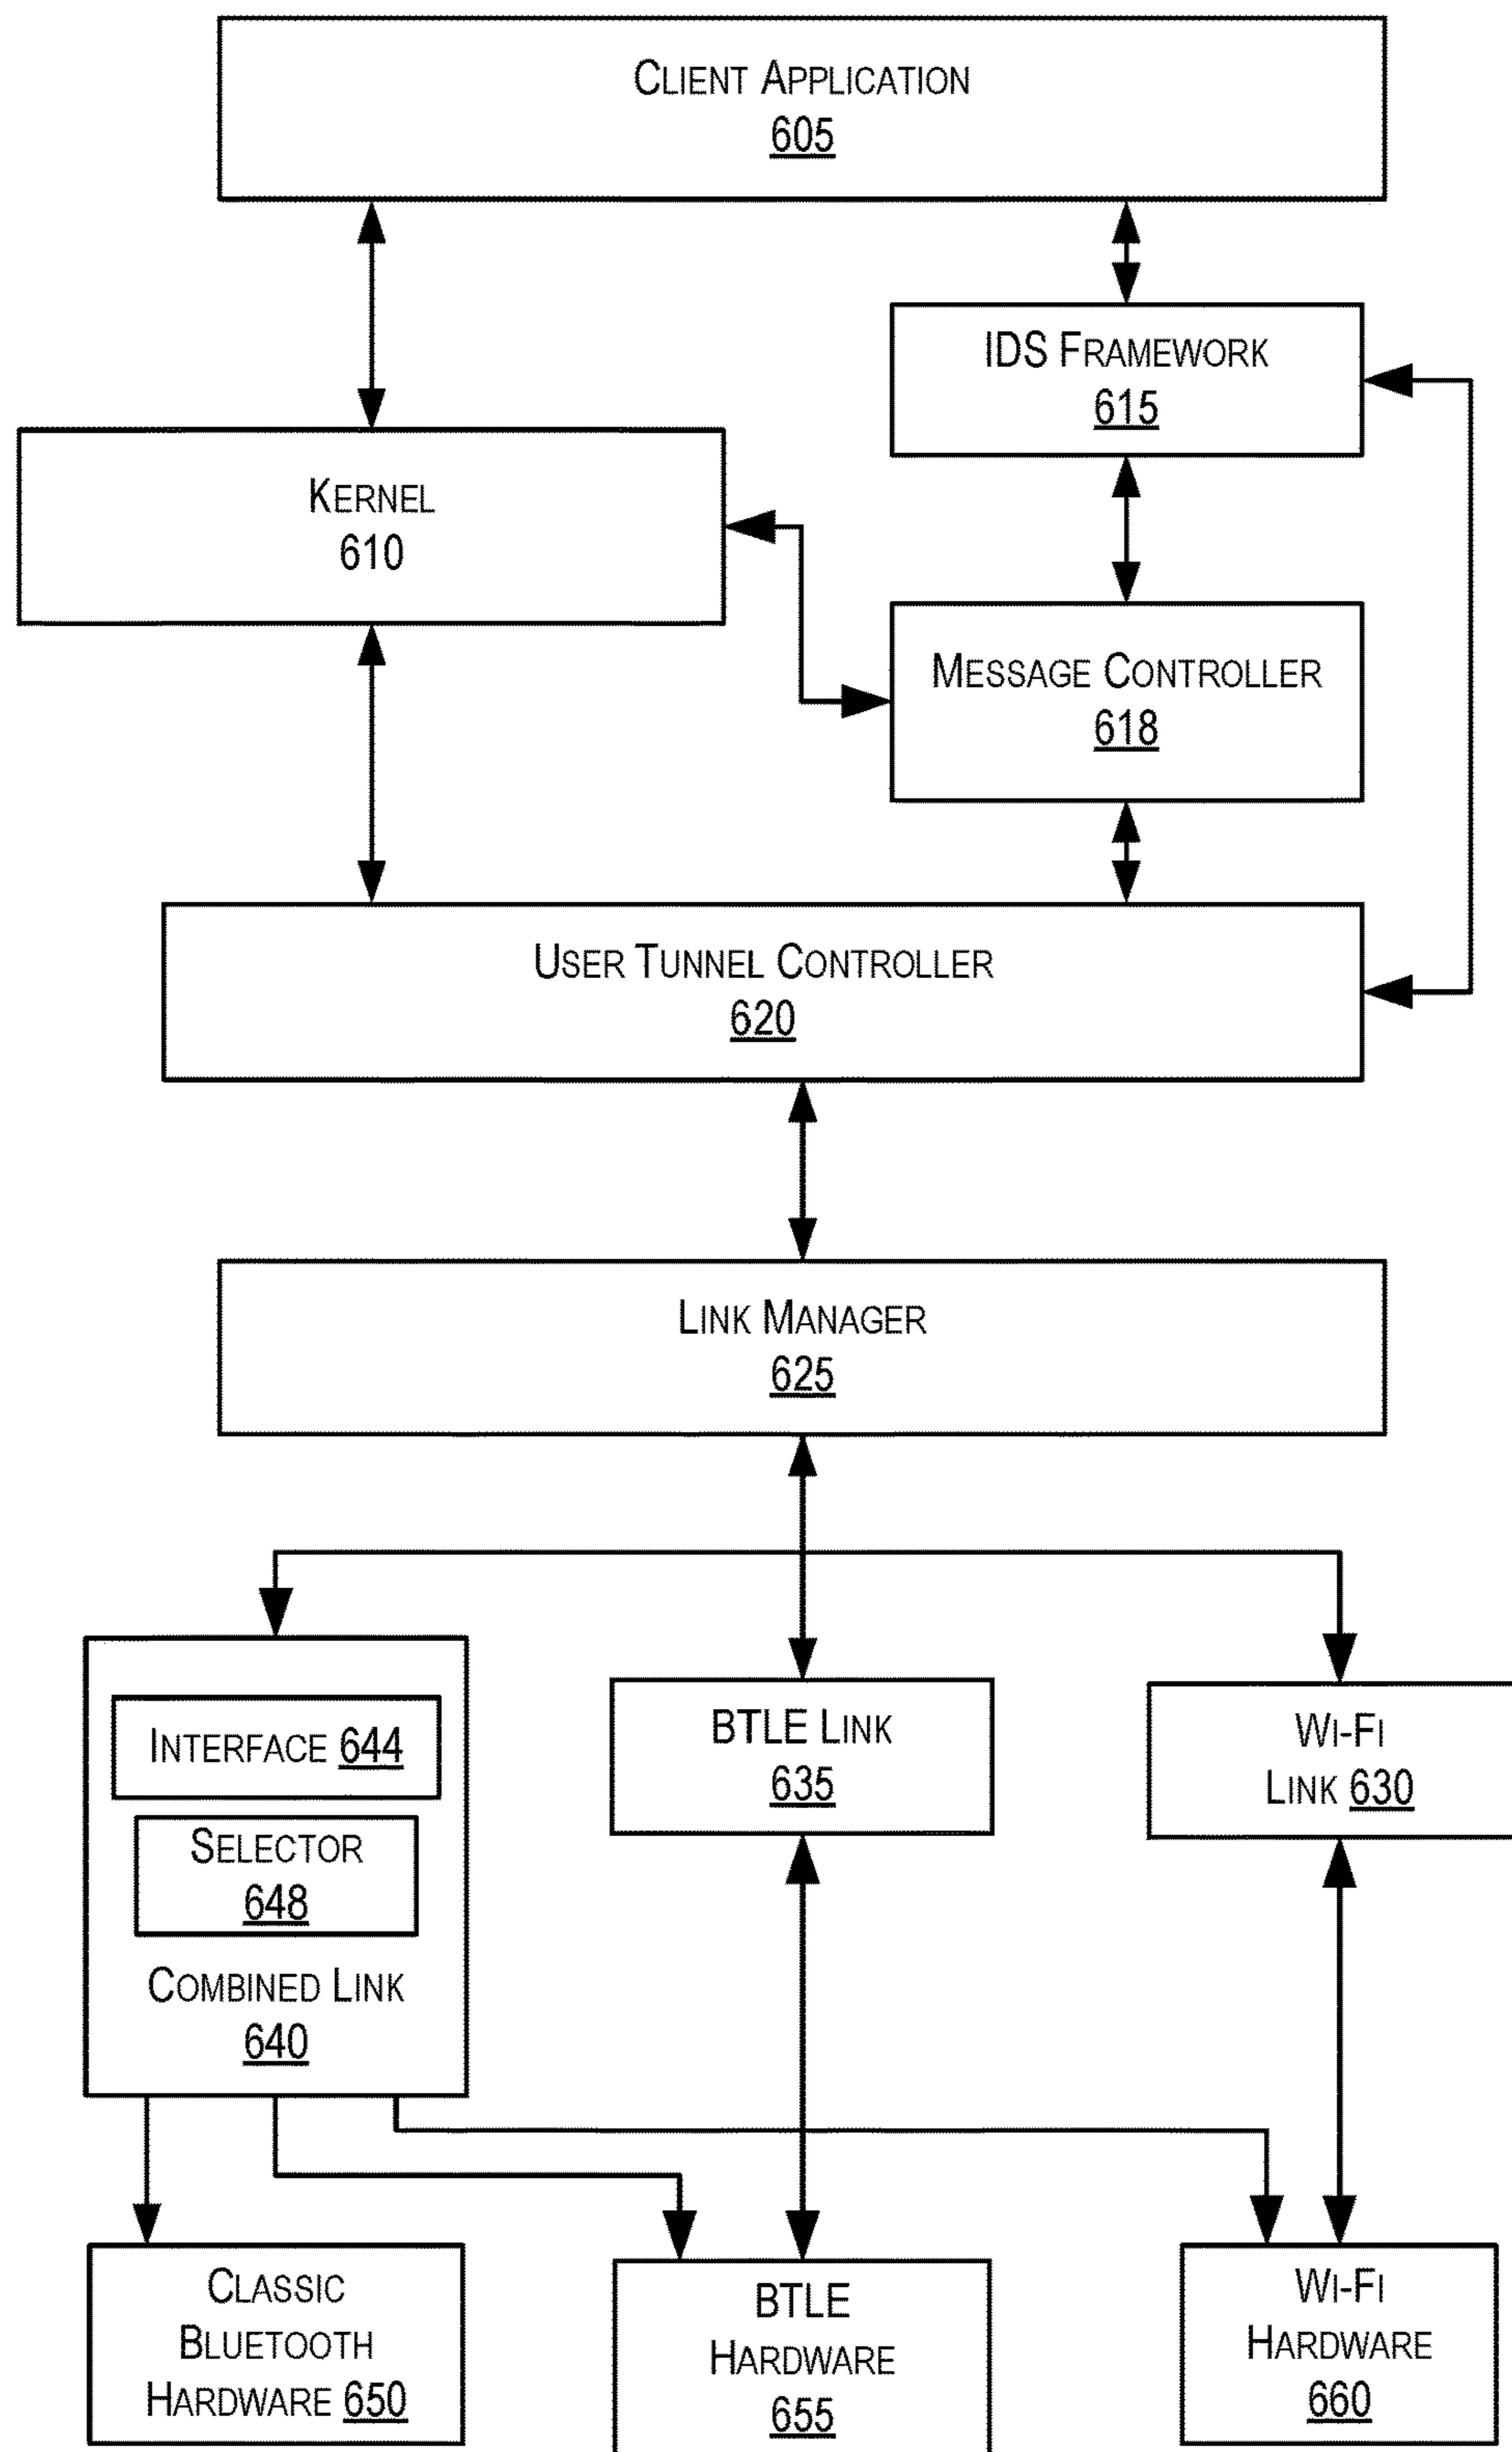 CLIENT APPLICATION
605
IDS FRAMEWORK
615
KERNEL
610
MESSAGE CONTROLLER
618
USER TUNNEL CONTROLLER
620
LINK MANAGER
625
INTERFACE 644
SELECTOR
648
COMBINED LINK
640
BTLE LINK
635
WI-FI
LINK 630
CLASSIC
BLUETOOTH
HARDWARE 650
BTLE
HARDWARE
655
WI-FI
HARDWARE
660